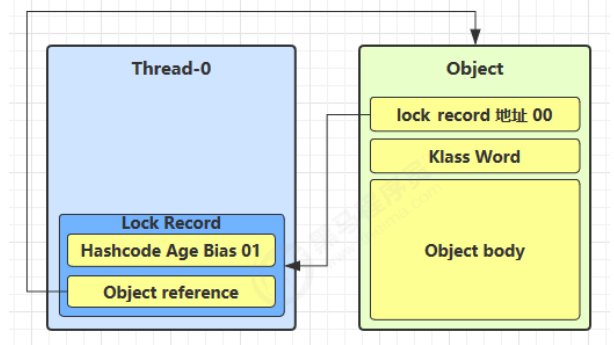 Thread-0
Lock Record
Hashcode Age Bias 01
Object reference
Object
lock record 地址 00
Klass Word
Object body